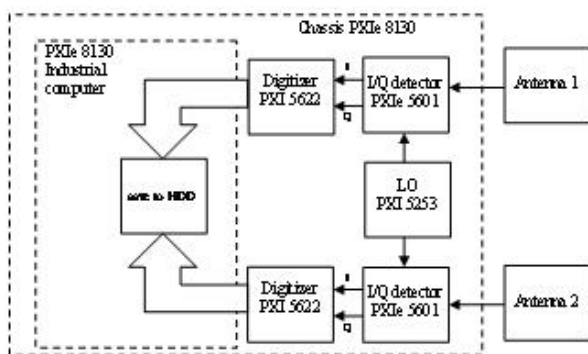 Chassis PXIe 8130
PXIe 8130
Industrial
computer
Digitizer
PXI 5622
I
Q
I/Q detector
PXIe 5601
Antenna 1
save to HDD
LO
PXI 5253
Digitizer
PXI 5622
I
Q
I/Q detector
PXIe 5601
Antenna 2